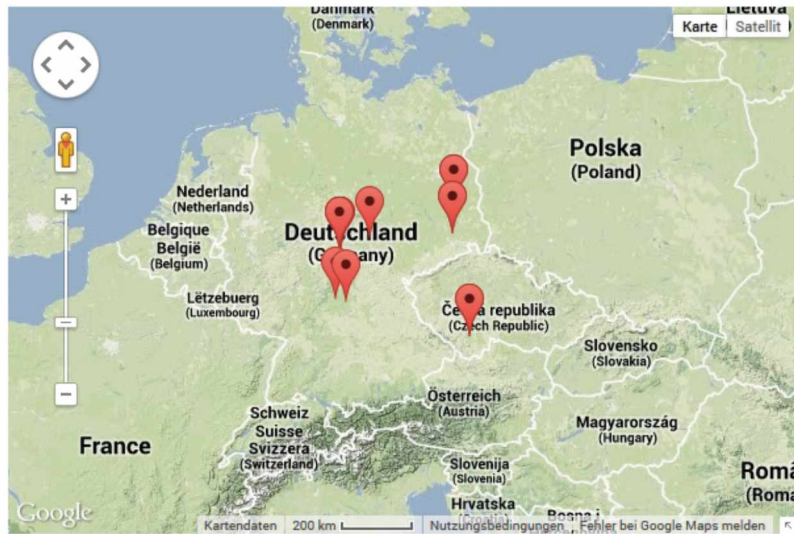 Danmark
(Denmark)
Lietuva
Karte
Satellit
Polska
(Poland)
Nederland
(Netherlands)
Belgique
België
(Belgium)
Deutschland
Lëtzebuerg
(Luxembourg)
republika
(Czech Republic)
Slovensko
(Slovakia)
Österreich
(Austria)
Schweiz
Suisse
Svizzera
(Switzerland)
Magyarország
(Hungary)
France
Slovenija
(Slovenia)
Hrvatska
Româ
(Roma
Google
Kartendaten
200 km
Nutzungsbedingungen
Fehler bei Google Maps melden